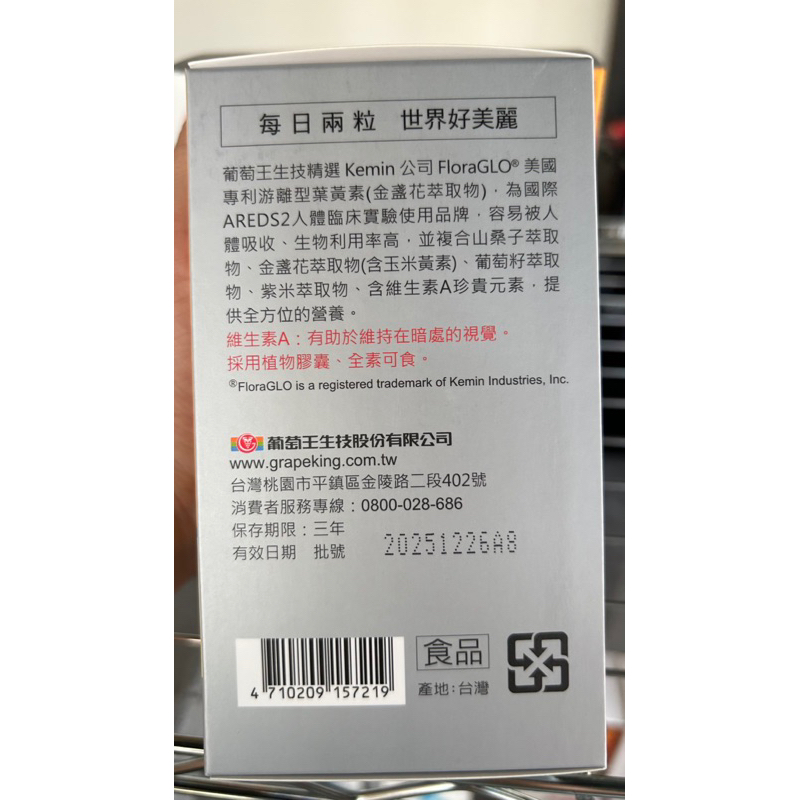 每日兩粒 世界好美麗
葡萄王生技精選 Kemin 公司 FloraGLO® 美國
專利游離型葉黃素(金盞花萃取物)，為國際
AREDS2人體臨床實驗使用品牌，容易被人
體吸收、生物利用率高，並複合山桑子萃取
物、金盞花萃取物(含玉米黃素)、葡萄籽萃取
物、紫米萃取物、含維生素A珍貴元素，提
供全方位的營養。
維生素A：有助於維持在暗處的視覺。
採用植物膠囊、全素可食。
®FloraGLO is a registered trademark of Kemin Industries, Inc.
葡萄王生技股份有限公司
www.grapeking.com.tw
台灣桃園市平鎮區金陵路二段402號
消費者服務專線：0800-028-686
保存期限：三年
有效日期 批號 20251226A8
4 710209 157219
食品
產地:台灣